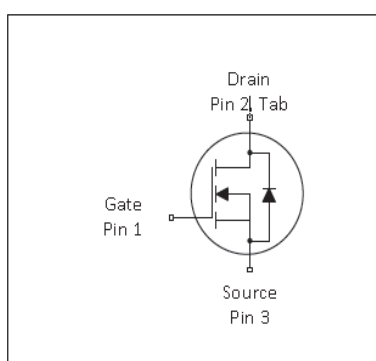 Drain
Pin 2, Tab
Gate
Pin 1
Source
Pin 3